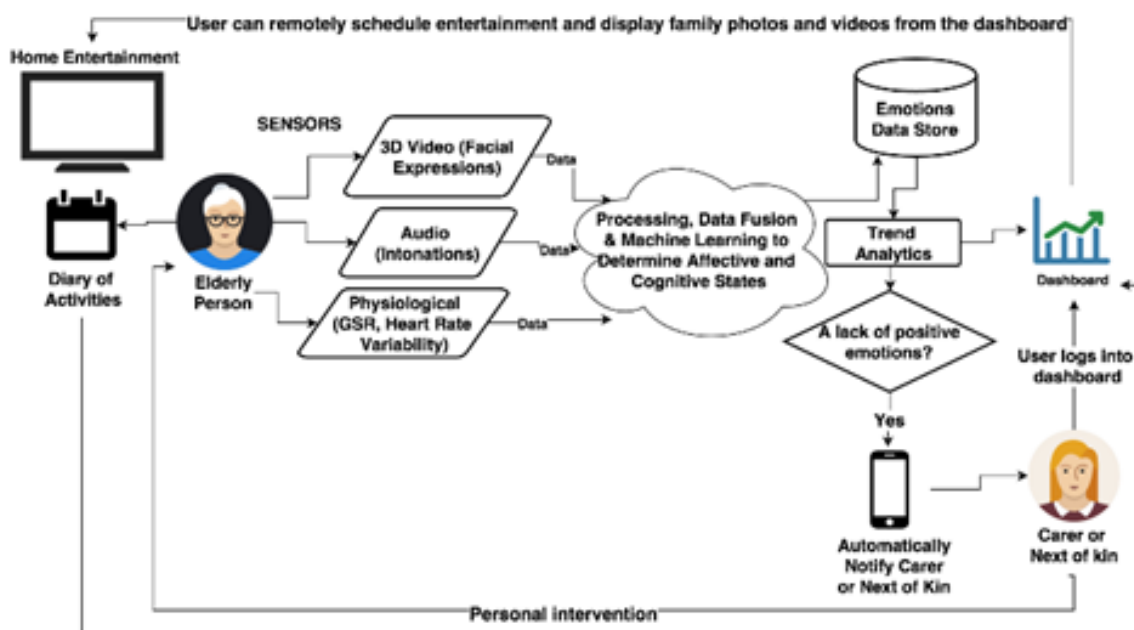 User can remotely schedule entertainment and display family photos and videos from the dashboard
Home Entertainment
SENSORS
3D Video (Facial
Expressions)
Data
Audio
(Intonations)
Data
Physiological
(GSR, Heart Rate
Variability)
Data
Diary of
Activities
Elderly
Person
Processing, Data Fusion
& Machine Learning to
Determine Affective and
Cognitive States
Emotions
Data Store
Trend
Analytics
Dashboard
A lack of positive
emotions?
Yes
User logs into
dashboard
Automatically
Notify Carer
or Next of Kin
Carer or
Next of kin
Personal intervention